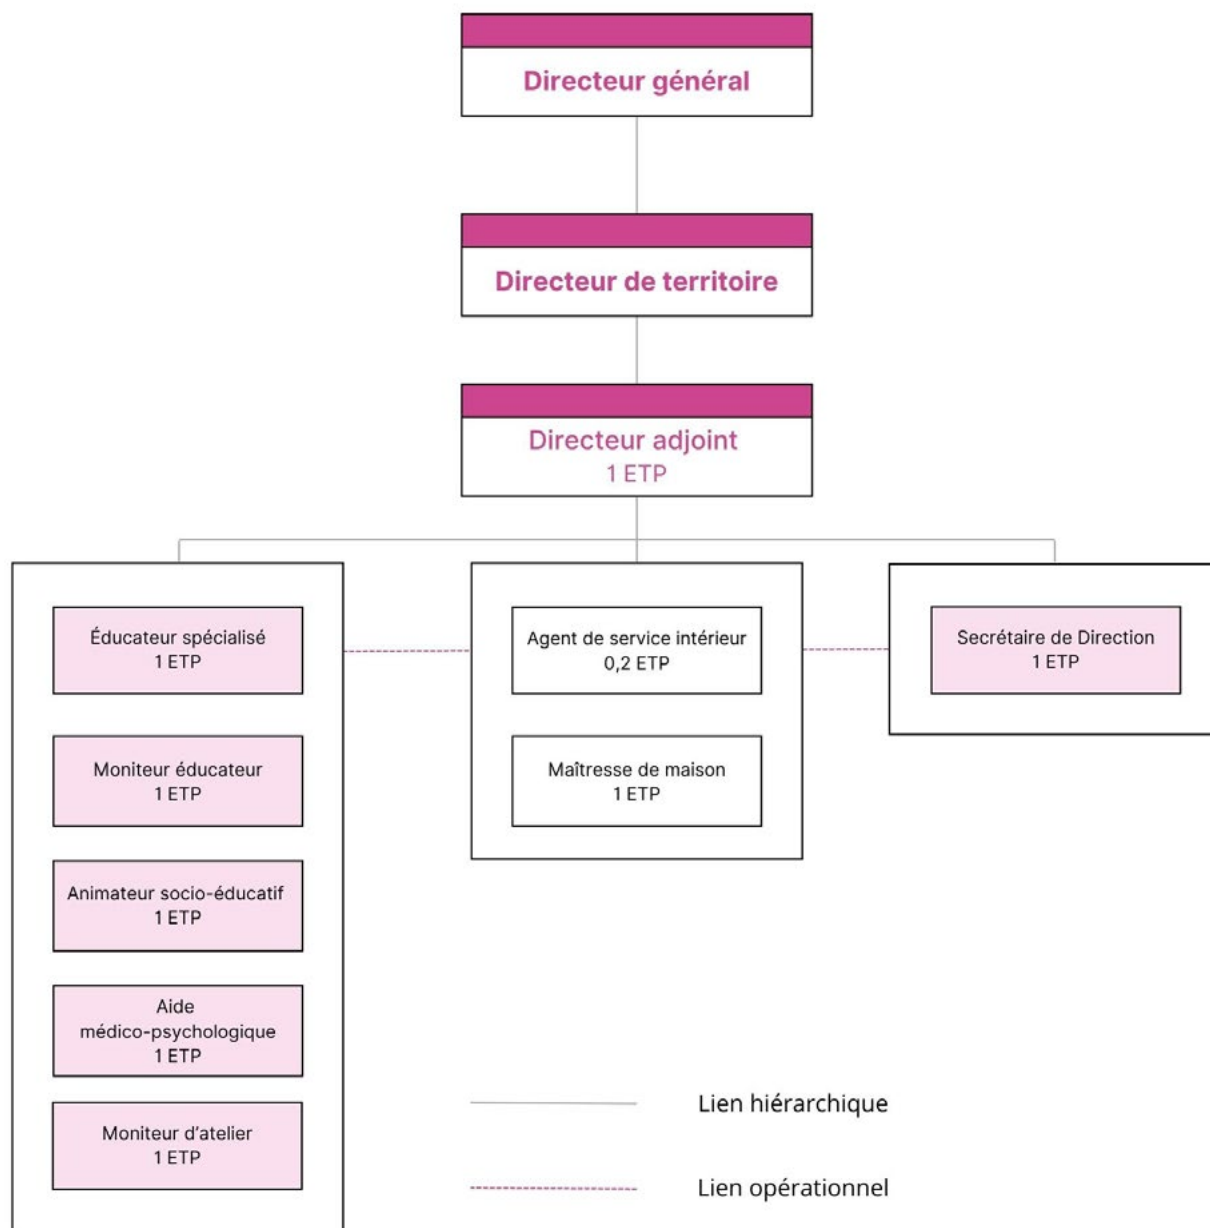 Directeur général
Directeur de territoire
Directeur adjoint
1 ETP
Éducateur spécialisé
1 ETP
Moniteur éducateur
1 ETP
Animateur socio-éducatif
1 ETP
Aide
médico-psychologique
1 ETP
Moniteur d’atelier
1 ETP
Agent de service intérieur
0,2 ETP
Maîtresse de maison
1 ETP
Secrétaire de Direction
1 ETP
Lien hiérarchique
Lien opérationnel